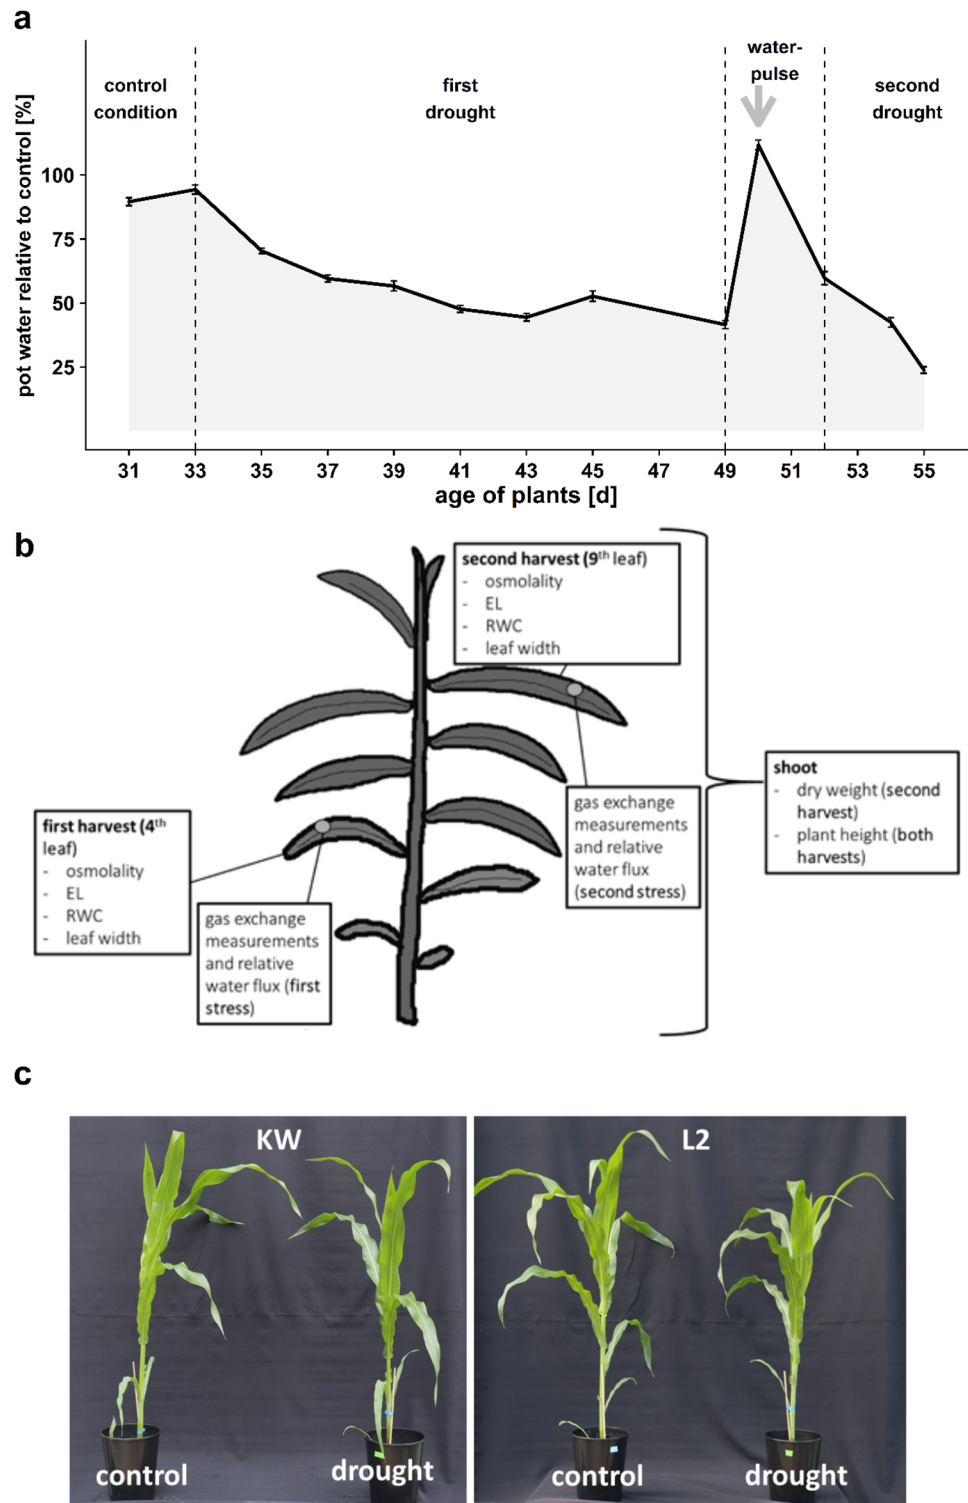 a
control
condition
first
drought
water-
pulse
second
drought
pot water relative to control [%]
100
75
50
25
31 33 35 37 39 41 43 45 47 49 51 53 55
age of plants [d]
b
second harvest (9th leaf)
- osmolality
- EL
- RWC
- leaf width
shoot
- dry weight (second
harvest)
- plant height (both
harvests)
gas exchange
measurements
and relative
water flux
(second stress)
first harvest (4th
leaf)
- osmolality
- EL
- RWC
- leaf width
gas exchange
measurements
and relative
water flux (first
stress)
c
KW
L2
control
drought
control
drought